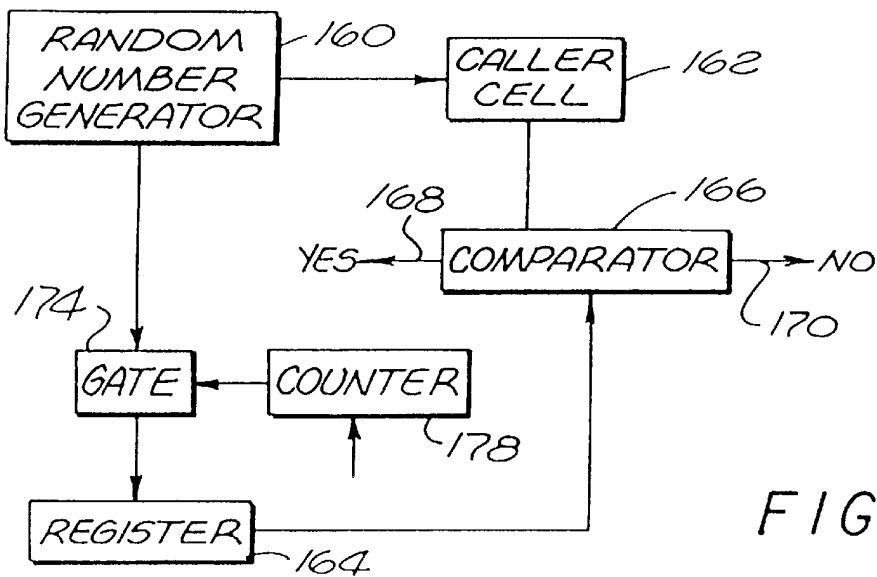 RANDOM
NUMBER
GENERATOR
160
CALLER
CELL
162
166
168
YES
COMPARATOR
NO
170
174
GATE
COUNTER
178
REGISTER
164
FIG